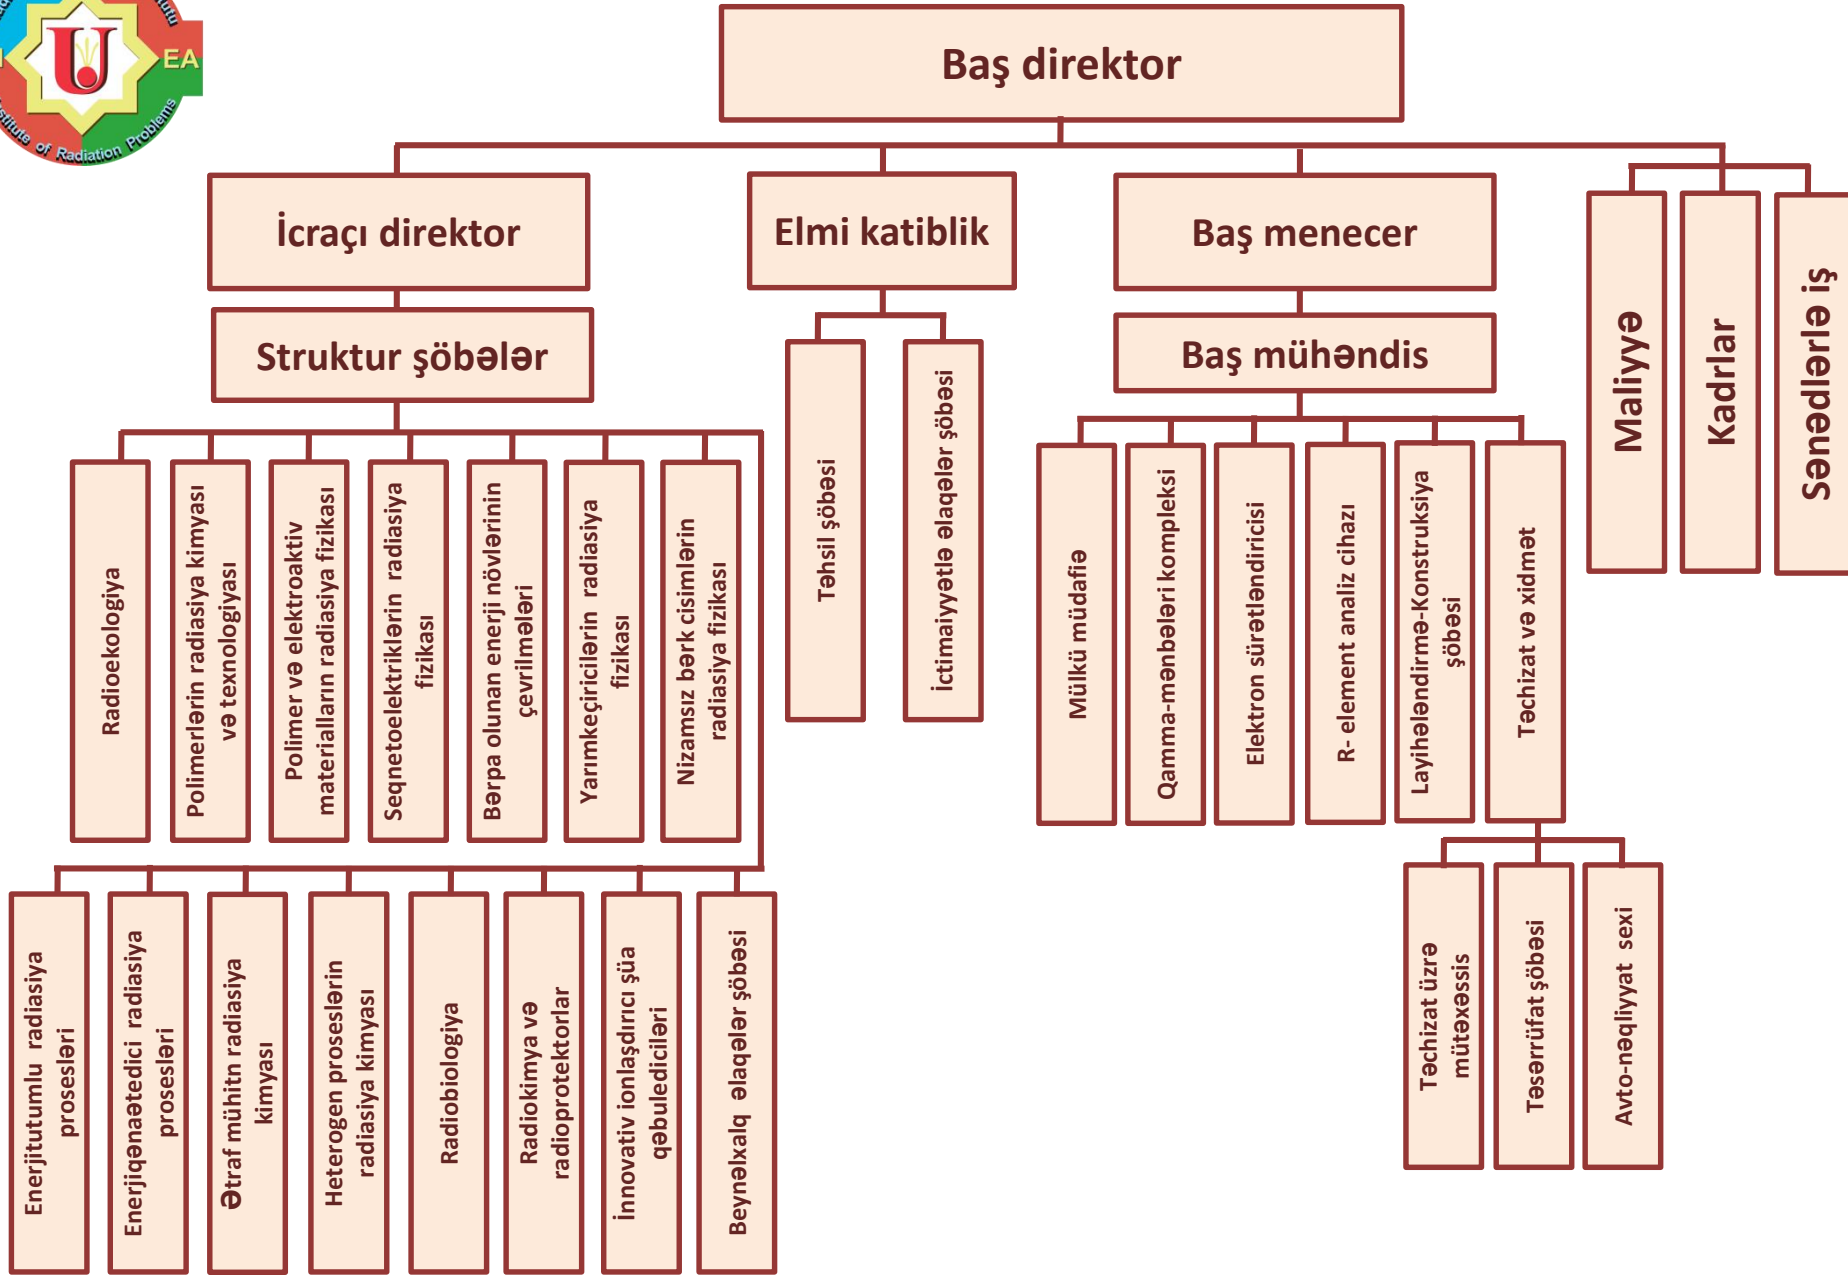 EA
Institute of Radiation Problems
Baş direktor
İcraçı direktor
Elmi katiblik
Baş menecer
Maliyyə
Kadrlar
Sənədlərlə iş
Struktur şöbələr
Baş mühəndis
Təhsil şöbəsi
İctimaiyyətlə əlaqələr şöbəsi
Radioekologiya
Polimerlərin radiasiya kimyası
və texnologiyası
Polimer və elektroaktiv
materialların radiasiya fizikası
Seqnetoelektriklərin radiasiya
fizikası
Bərpa olunan enerji növlərinin
çevrilmələri
Yarımkeçiricilərin radiasiya
fizikası
Nizamsız bərk cisimlərin
radiasiya fizikası
Mülkü müdafiə
Qamma-mənbələri kompleksi
Elektron sürətləndiricisi
R- element analiz cihazı
Layihələndirmə-Konstruksiya
şöbəsi
Təchizat və xidmət
Enerjitutumlu radiasiya
prosesləri
Enerjiqənaətedici radiasiya
prosesləri
Ətraf mühitn radiasiya
kimyası
Heterogen proseslərin
radiasiya kimyası
Radiobiologiya
Radiokimya və
radioprotektorlar
İnnovativ ionlaşdırıcı şüa
qəbulediciləri
Beynəlxalq əlaqələr şöbəsi
Təchizat üzrə
mütəxəssis
Təsərrüfat şöbəsi
Avto-nəqliyyat sexi